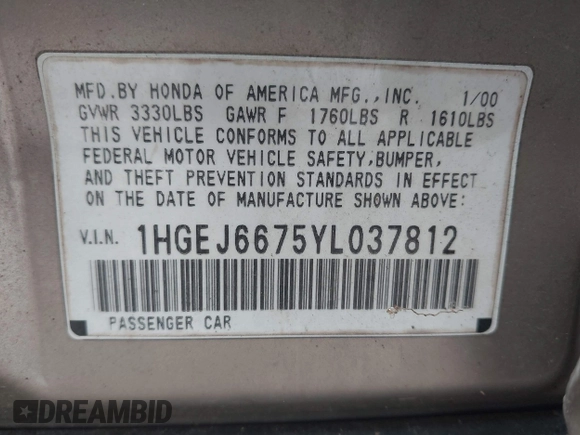 MFD.BY HONDA OF AMERICA MFG.,INC. 1/00
GVWR 3330LBS GAWR F 1760LBS R 1610LBS
THIS VEHICLE CONFORMS TO ALL APPLICABLE
FEDERAL MOTOR VEHICLE SAFETY,BUMPER,
AND THEFT PREVENTION STANDARDS IN EFFECT
ON THE DATE OF MANUFACTURE SHOWN ABOVE:
V.I.N. 1HGEJ6675YL037812
PASSENGER CAR
DREAMBID